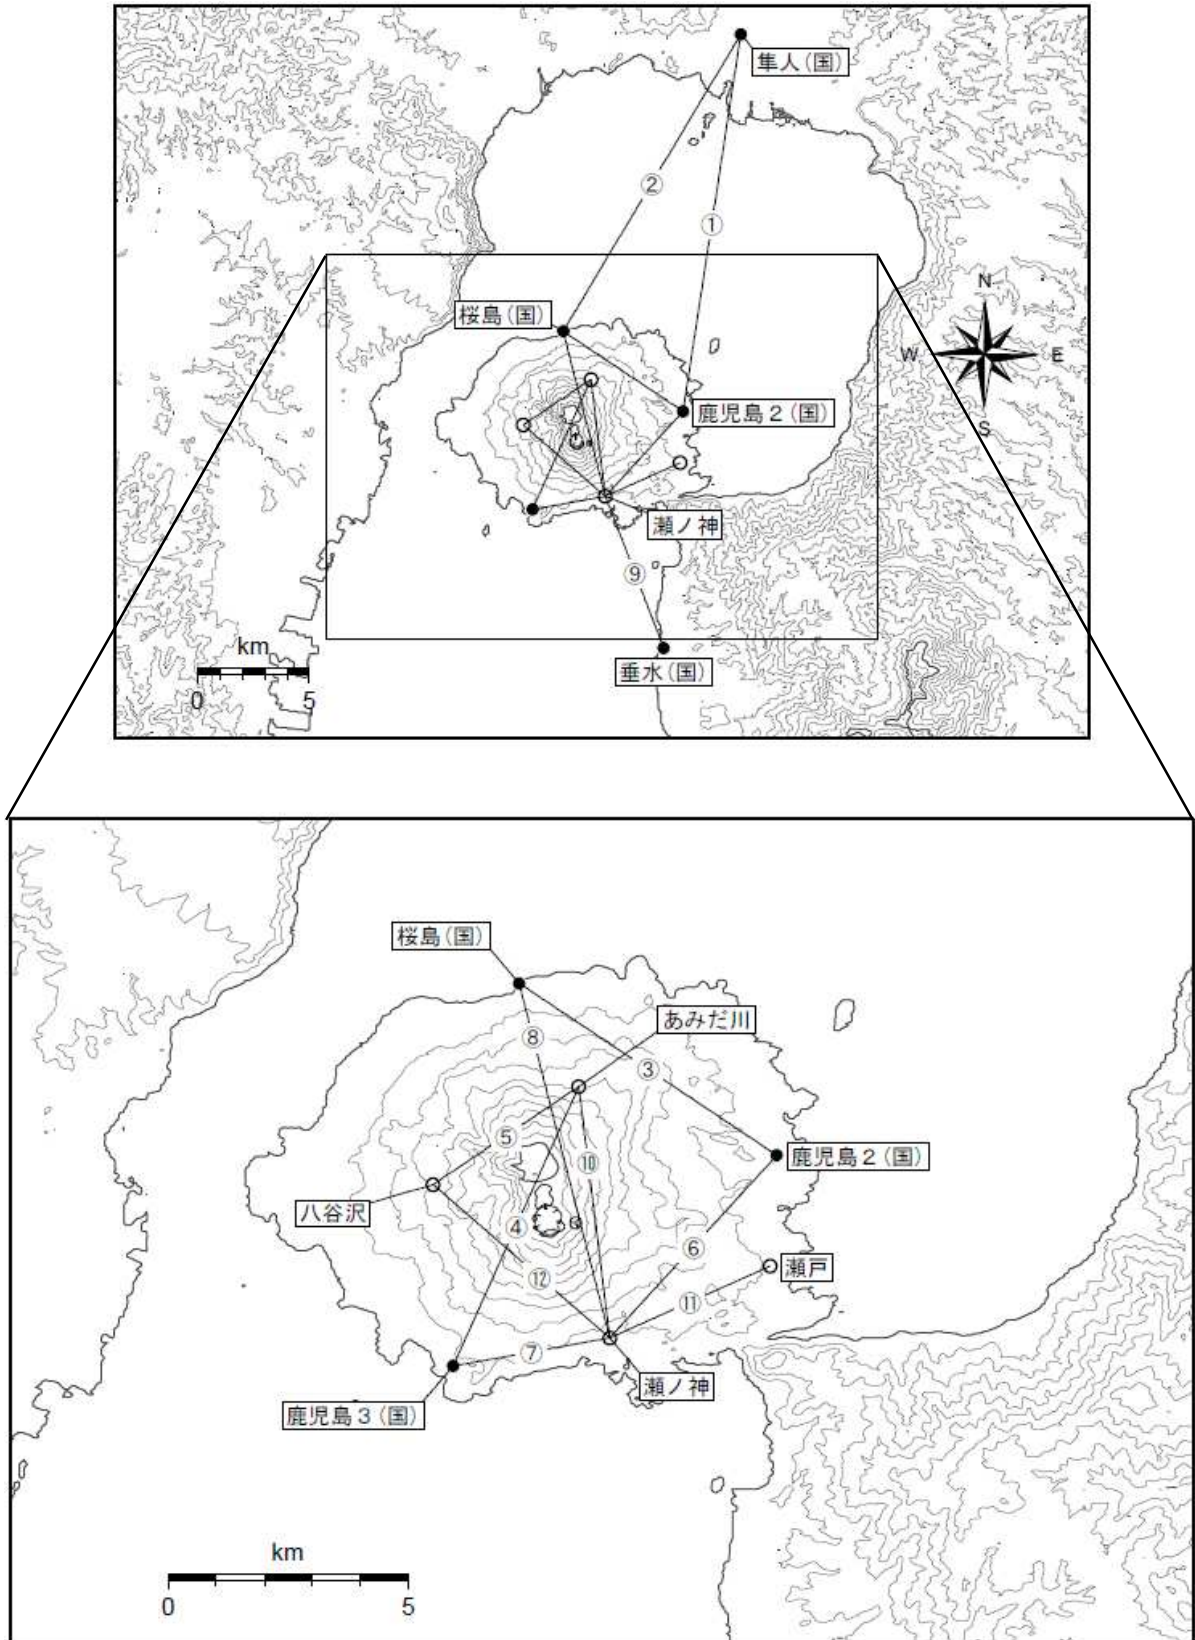 隼人(国)
②
①
N
桜島(国)
W
E
鹿児島2(国)
S
瀬ノ神
⑨
km
垂水(国)
0
5
桜島(国)
あみだ川
⑧
③
⑤
⑩
鹿児島2(国)
八谷沢
④
⑥
瀬戸
⑫
⑪
⑦
瀬ノ神
鹿児島3(国)
km
0
5